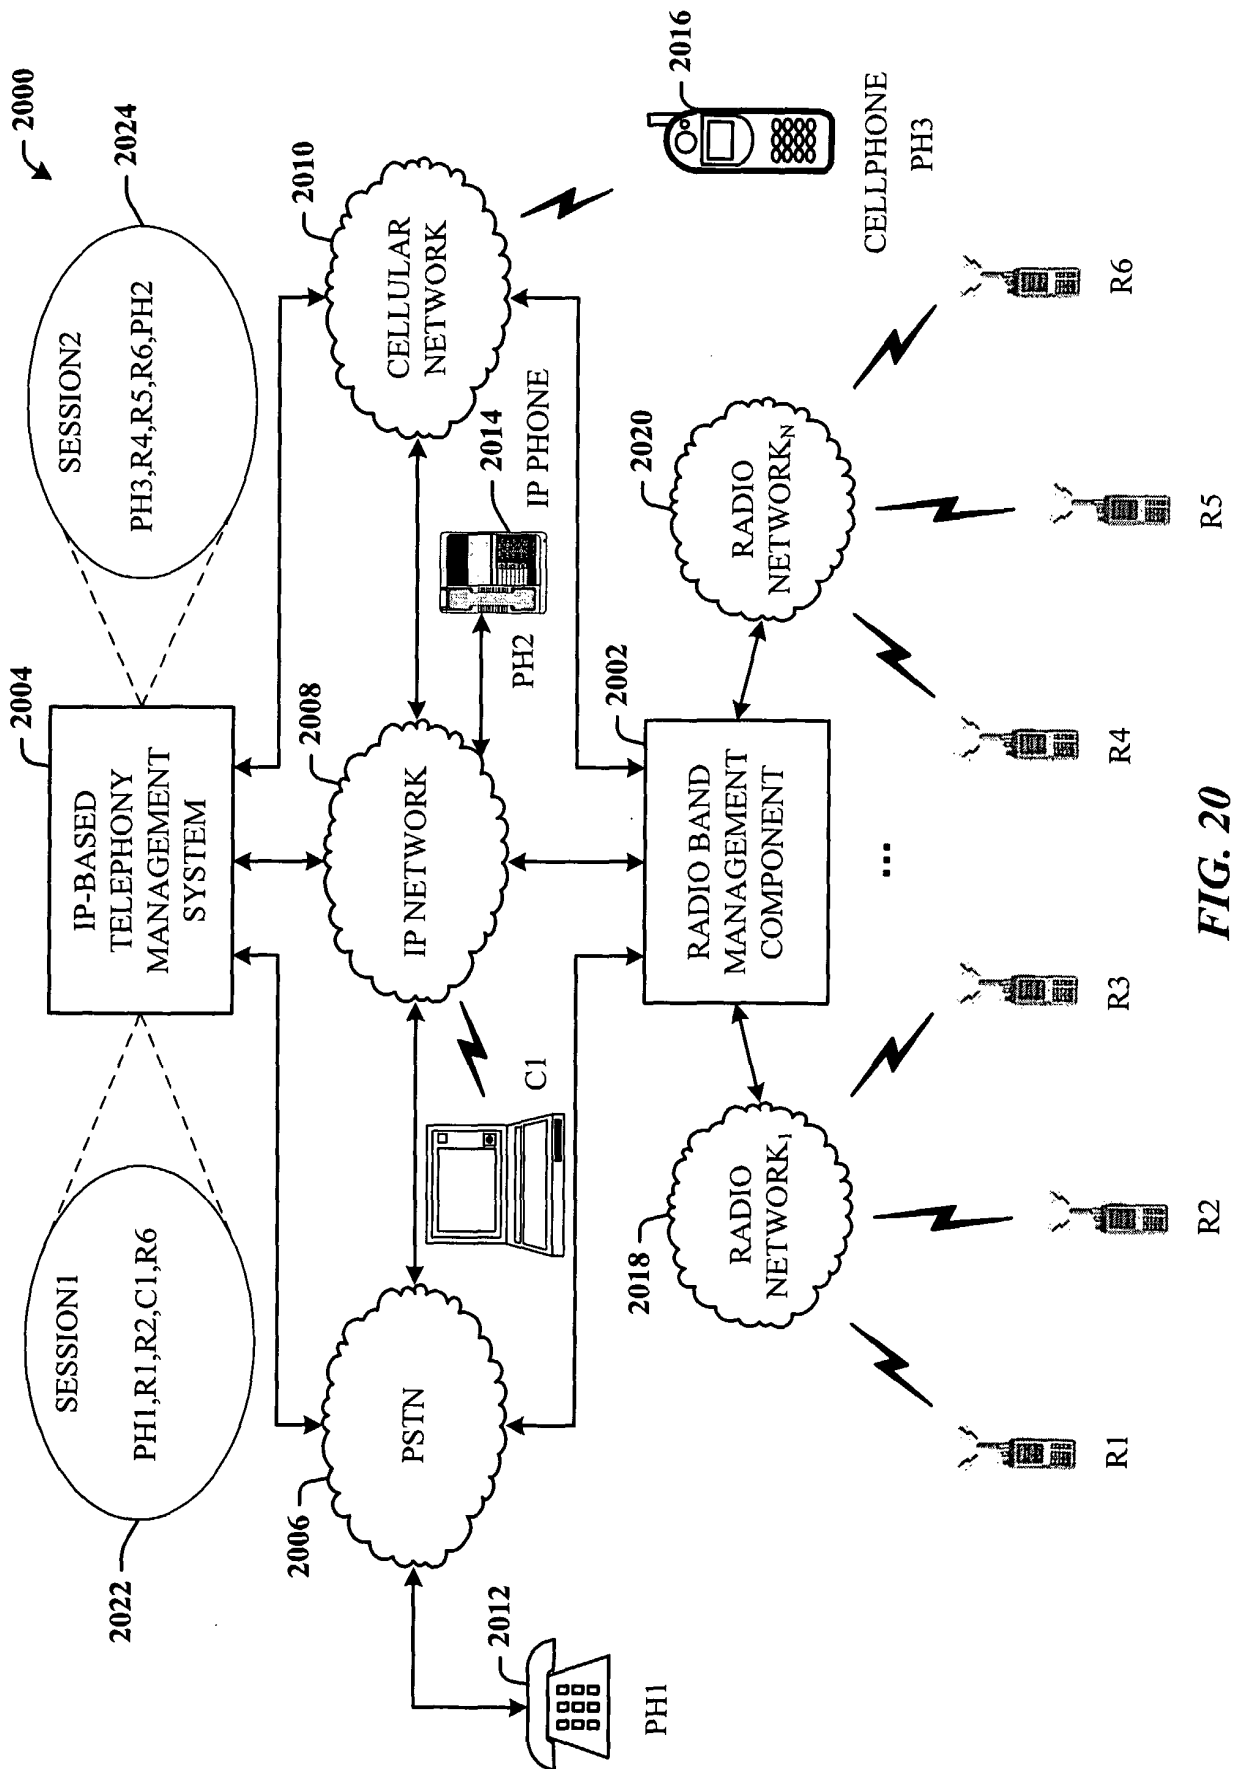 2000
SESSION1
PH1,R1,R2,C1,R6
2022
IP-BASED
TELEPHONY
MANAGEMENT
SYSTEM
2004
SESSION2
PH3,R4,R5,R6,PH2
2024
PSTN
2006
IP NETWORK
2008
CELLULAR
NETWORK
2010
2012
PH1
C1
PH2
2014
IP PHONE
2016
CELLPHONE
PH3
RADIO BAND
MANAGEMENT
COMPONENT
2002
RADIO
NETWORK1
2018
RADIO
NETWORKN
2020
...
R1
R2
R3
R4
R5
R6
FIG. 20